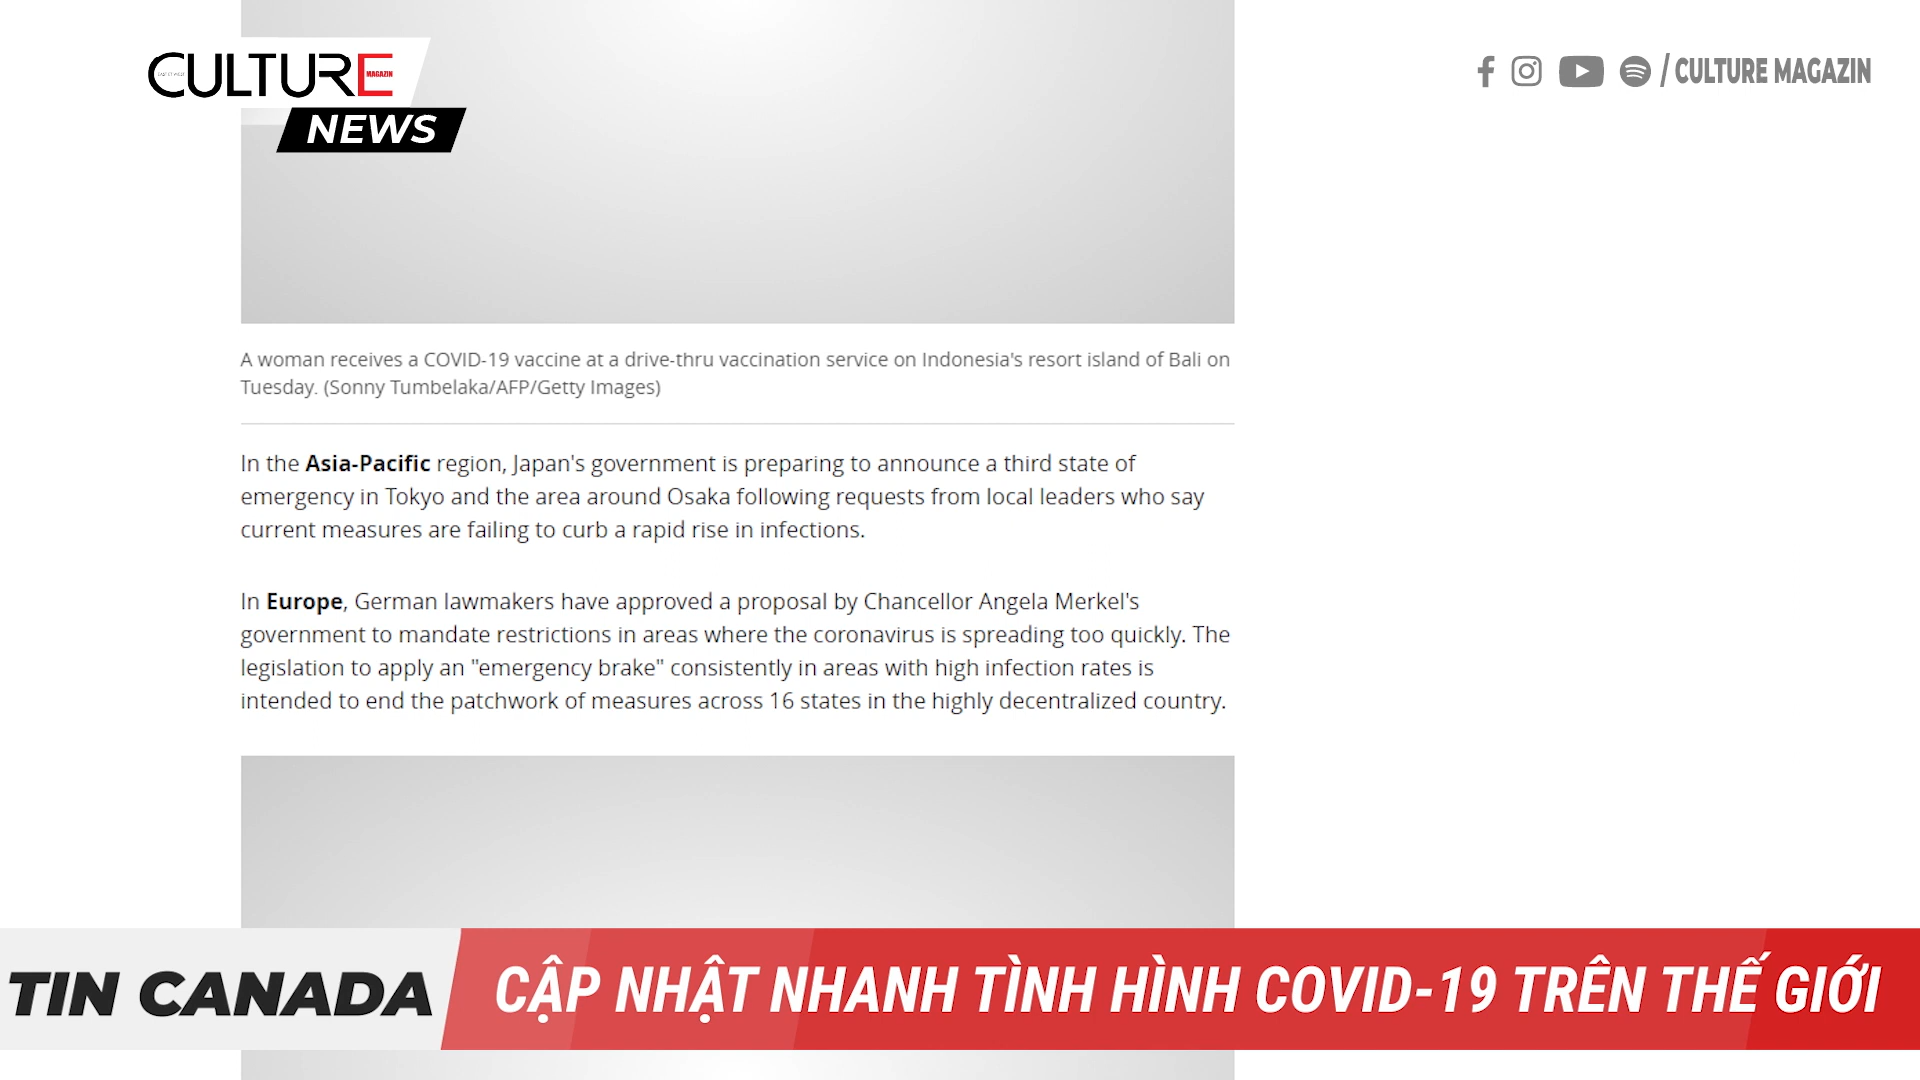 CULTURE
MAGAZIN
NEWS
/ CULTURE MAGAZIN
A woman receives a COVID-19 vaccine at a drive-thru vaccination service on Indonesia's resort island of Bali on
Tuesday. (Sonny Tumbelaka/AFP/Getty Images)
In the Asia-Pacific region, Japan's government is preparing to announce a third state of
emergency in Tokyo and the area around Osaka following requests from local leaders who say
current measures are failing to curb a rapid rise in infections.
In Europe, German lawmakers have approved a proposal by Chancellor Angela Merkel's
government to mandate restrictions in areas where the coronavirus is spreading too quickly. The
legislation to apply an "emergency brake" consistently in areas with high infection rates is
intended to end the patchwork of measures across 16 states in the highly decentralized country.
TIN CANADA
CẬP NHẬT NHANH TÌNH HÌNH COVID-19 TRÊN THẾ GIỚI